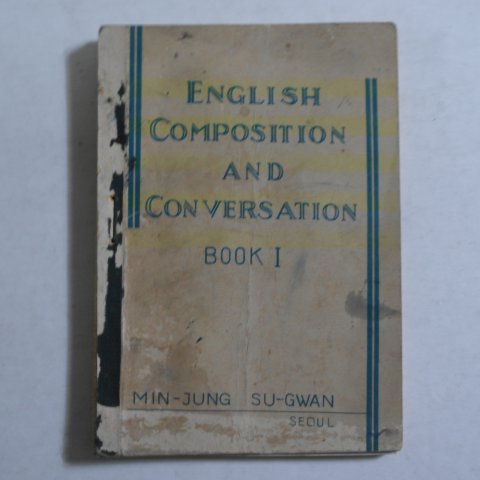 ENGLISH
COMPOSITION
AND
CONVERSATION
BOOK I
MIN-JUNG SU-GWAN
SEOUL